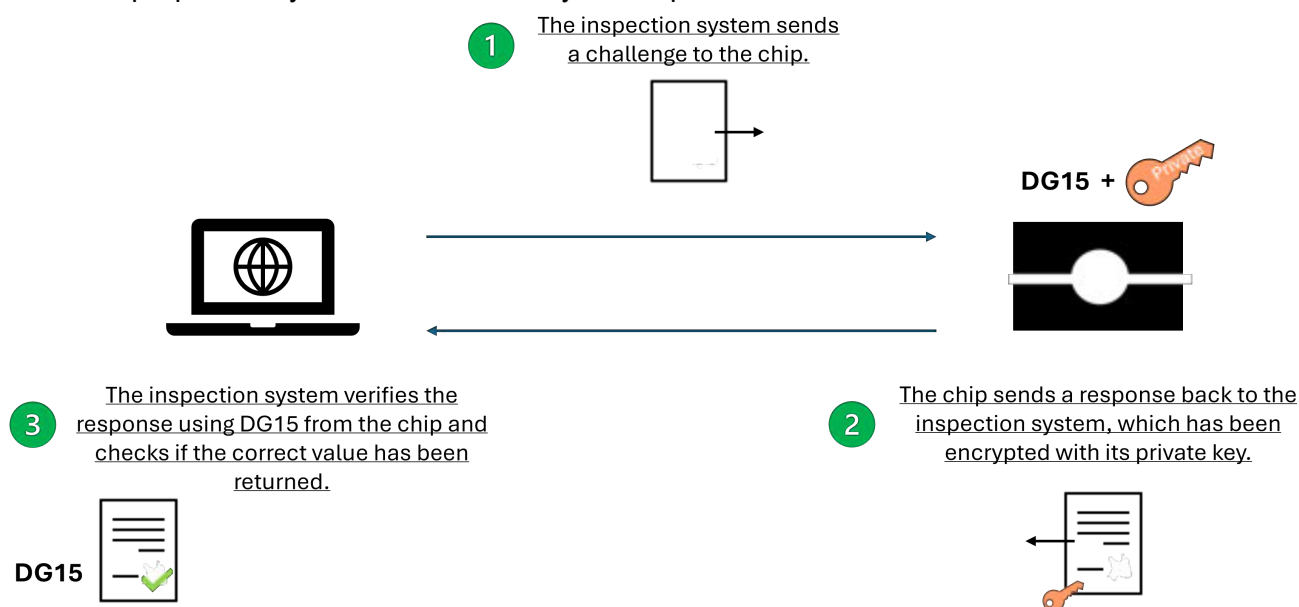 1
The inspection system sends
a challenge to the chip.
DG15 +
Private
3
The inspection system verifies the
response using DG15 from the chip and
checks if the correct value has been
returned.
2
The chip sends a response back to the
inspection system, which has been
encrypted with its private key.
DG15